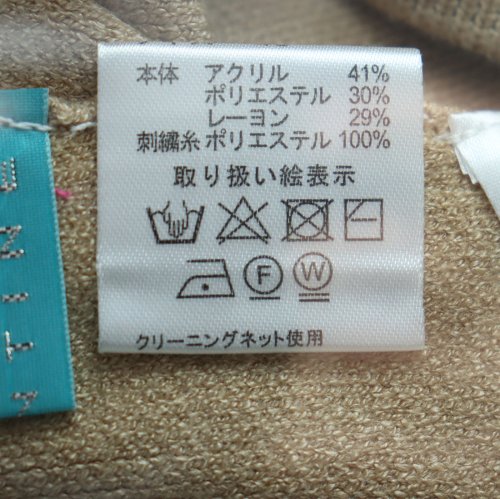 本体 アクリル 41%
ポリエステル 30%
レーヨン 29%
刺繍糸 ポリエステル 100%
取り扱い絵表示
F W
クリーニングネット使用
TINE